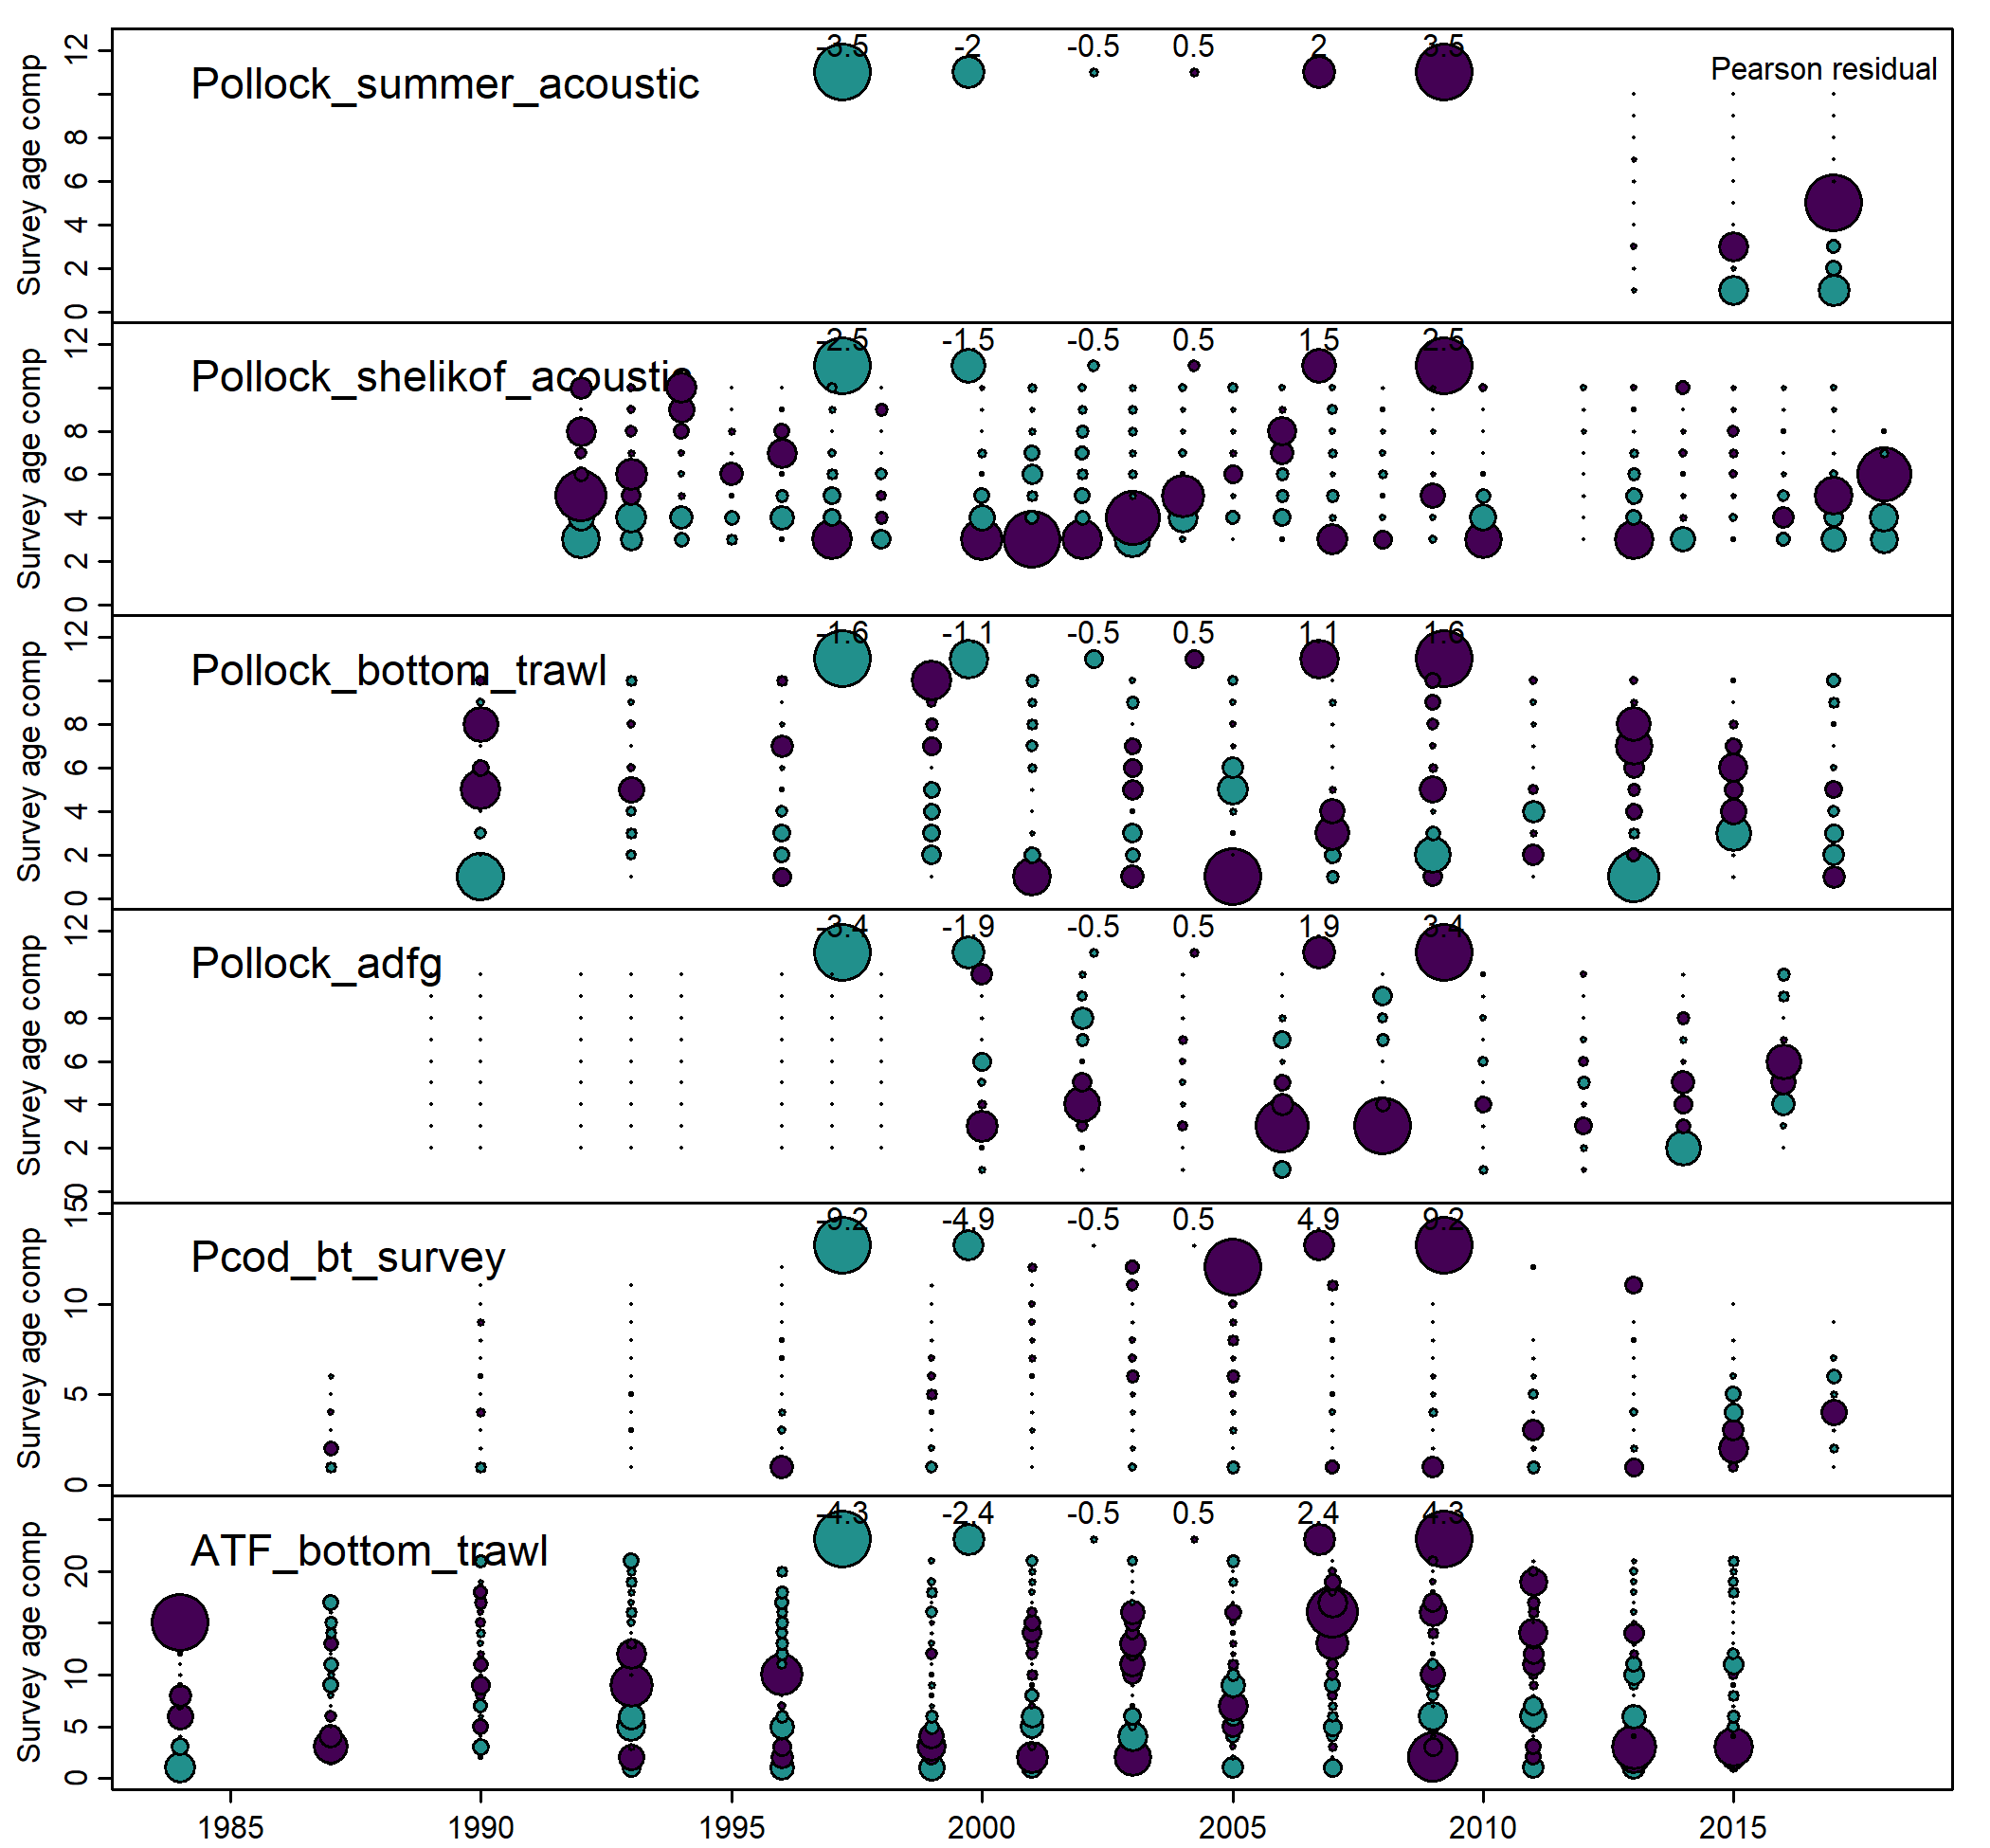 -3.5 -2 -0.5 0.5 2 3.5
Pollock_summer_acoustic
Pearson residual
Survey age comp
0 2 4 6 8 12
-2.5 -1.5 -0.5 0.5 1.5 2.5
Pollock_shelikof_acoustic
Survey age comp
0 2 4 6 8 12
-1.6 -1.1 -0.5 0.5 1.1 1.6
Pollock_bottom_trawl
Survey age comp
0 2 4 6 8 12
-3.4 -1.9 -0.5 0.5 1.9 3.4
Pollock_adfg
Survey age comp
0 2 4 6 8 12
-9.2 -4.9 -0.5 0.5 4.9 9.2
Pcod_bt_survey
Survey age comp
0 5 10 15
-4.3 -2.4 -0.5 0.5 2.4 4.3
ATF_bottom_trawl
Survey age comp
0 5 10 20
1985 1990 1995 2000 2005 2010 2015